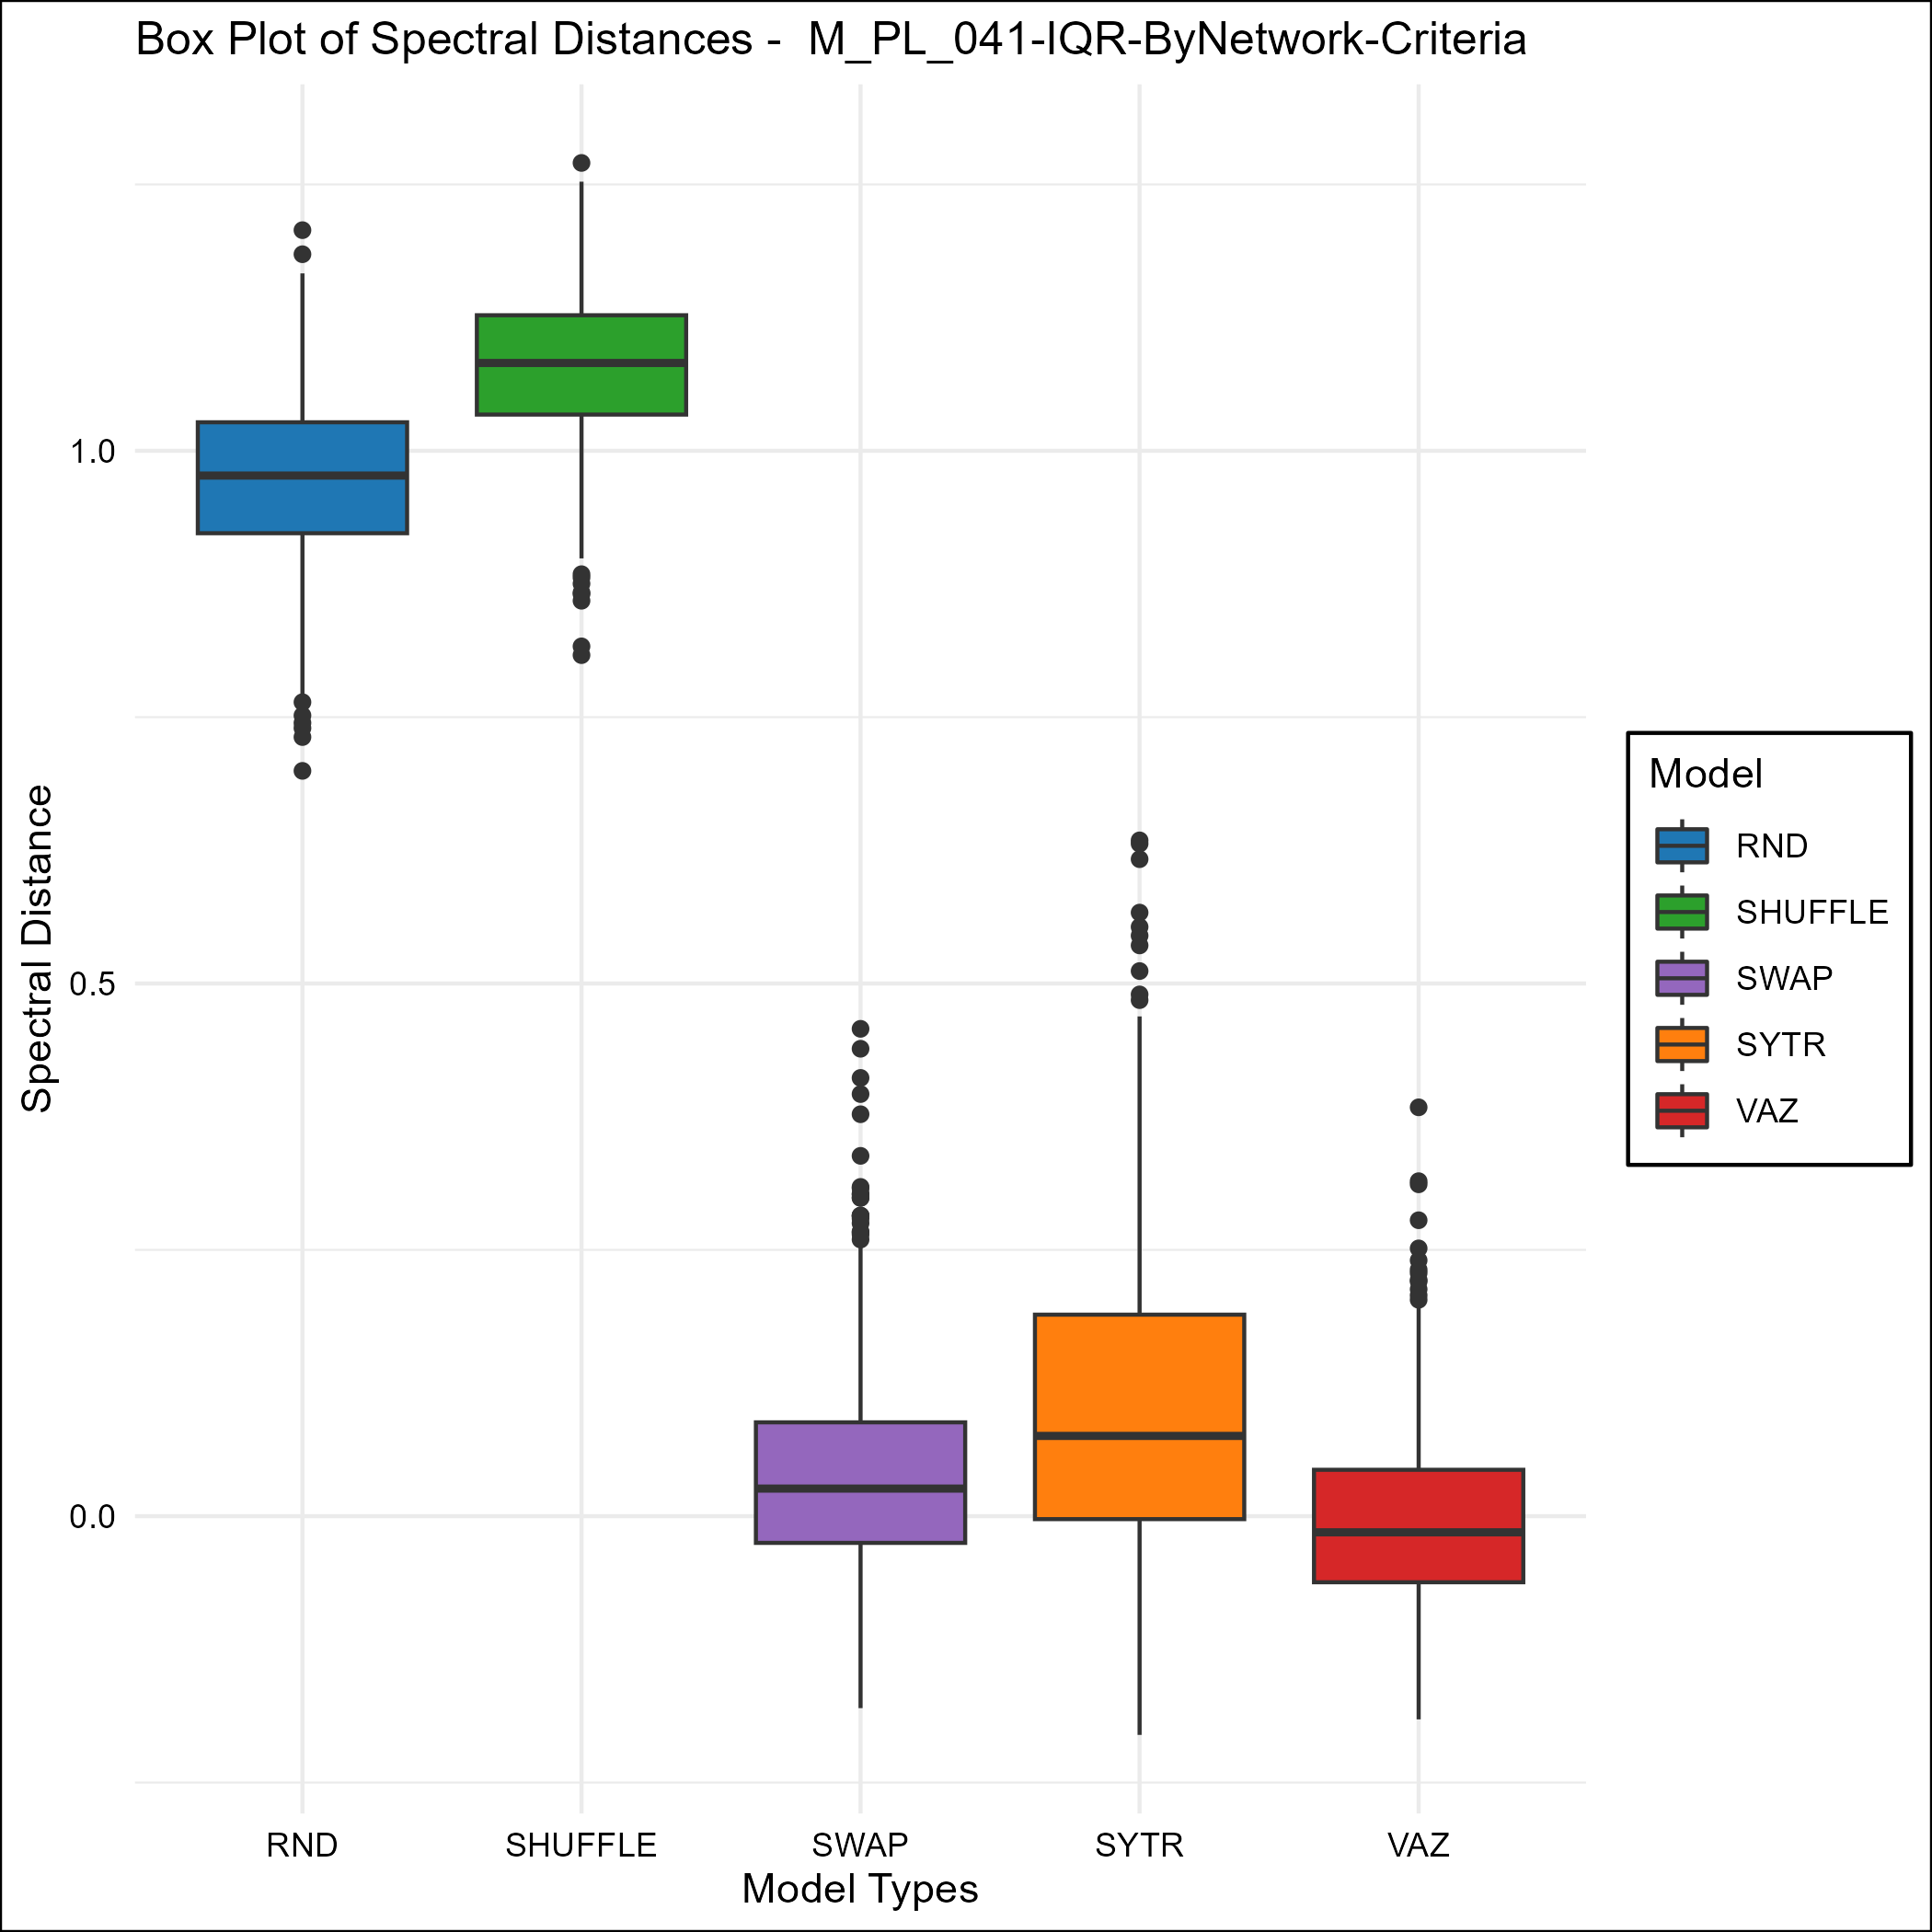 Box Plot of Spectral Distances -  M_PL_041-IQR-ByNetwork-Criteria
1.0
0.5
0.0
Spectral Distance
RND
SHUFFLE
SWAP
SYTR
VAZ
Model Types
Model
RND
SHUFFLE
SWAP
SYTR
VAZ